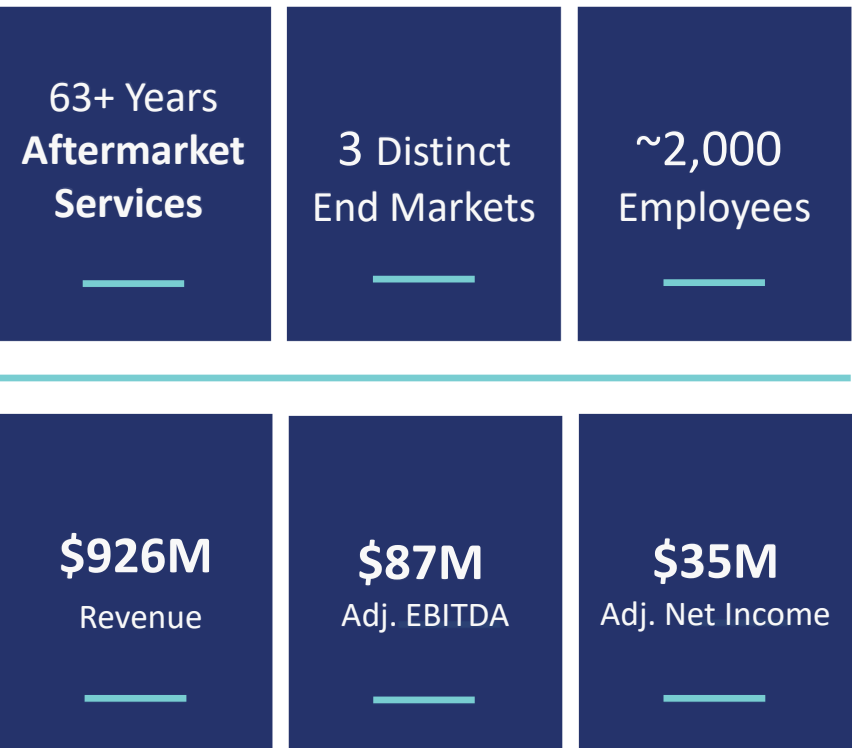 63+ Years
Aftermarket
Services
3 Distinct
End Markets
~2,000
Employees
$926M
Revenue
$87M
Adj. EBITDA
$35M
Adj. Net Income